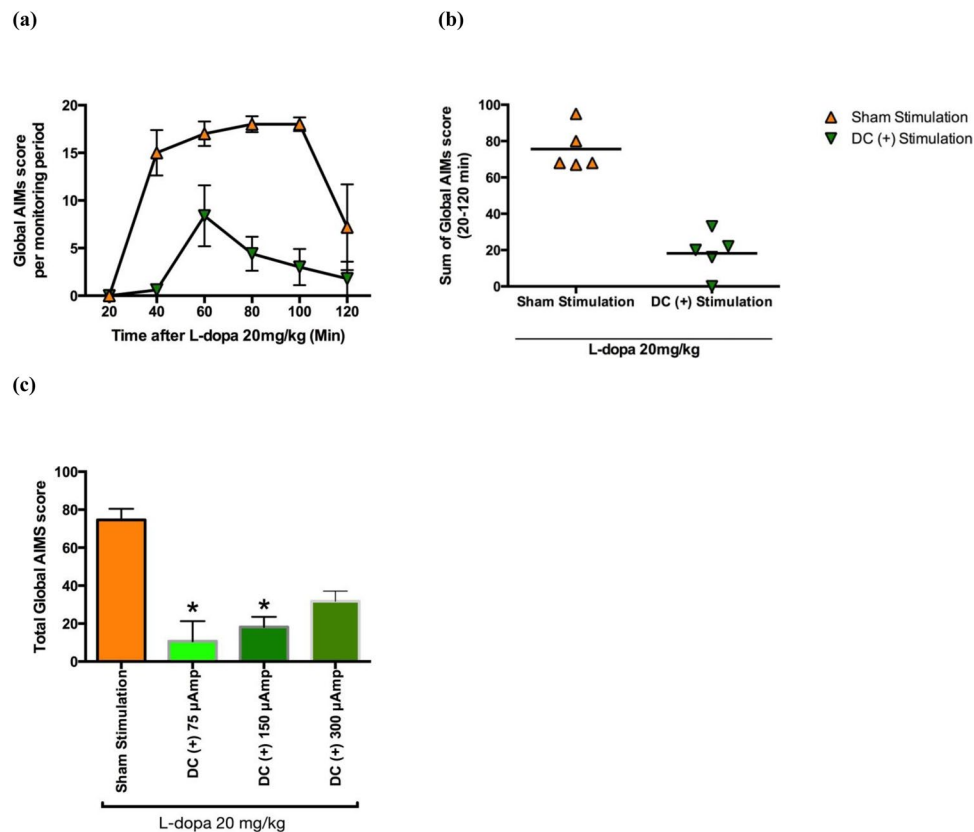 (a)
20
15
10
5
0
Global AIMs score
per monitoring period
20 40 60 80 100 120
Time after L-dopa 20mg/kg (Min)
(b)
100
80
60
40
20
0
Sum of Global AIMs score
(20-120 min)
Sham Stimulation DC (+) Stimulation
L-dopa 20mg/kg
Sham Stimulation
DC (+) Stimulation
(c)
100
80
60
40
20
0
Total Global AIMS score
* *
Sham Stimulation
DC (+) 75 μAmp
DC (+) 150 μAmp
DC (+) 300 μAmp
L-dopa 20 mg/kg